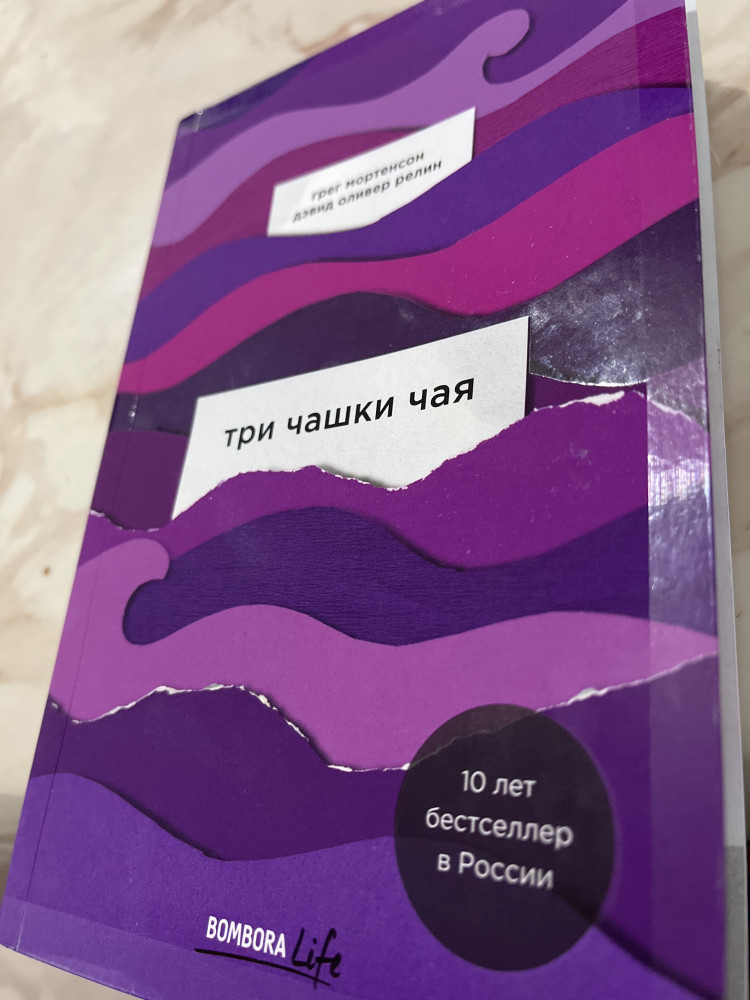 грег мортенсон
дэвид оливер релин
три чашки чая
10 лет
бестселлер
в России
BOMBORA Life